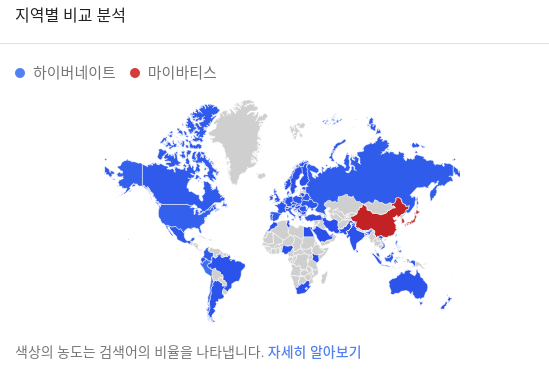 지역별 비교 분석
하이버네이트 마이바티스
색상의 농도는 검색어의 비율을 나타냅니다. 자세히 알아보기